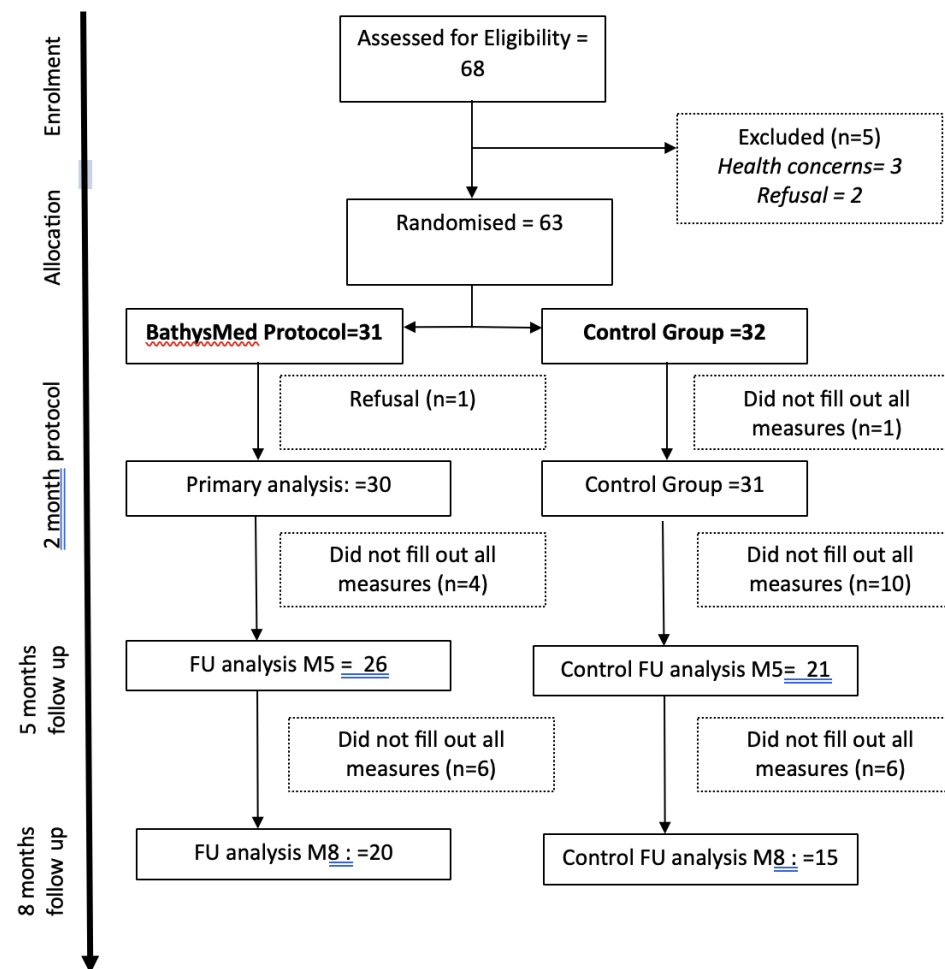 Enrolment
Assessed for Eligibility =
68
Excluded (n=5)
Health concerns= 3
Refusal = 2
Allocation
Randomised = 63
BathysMed Protocol=31
Control Group =32
2 month protocol
Refusal (n=1)
Did not fill out all
measures (n=1)
Primary analysis: =30
Control Group =31
Did not fill out all
measures (n=4)
Did not fill out all
measures (n=10)
5 months
follow up
FU analysis M5 = 26
Control FU analysis M5= 21
Did not fill out all
measures (n=6)
Did not fill out all
measures (n=6)
8 months
follow up
FU analysis M8 : =20
Control FU analysis M8 : =15